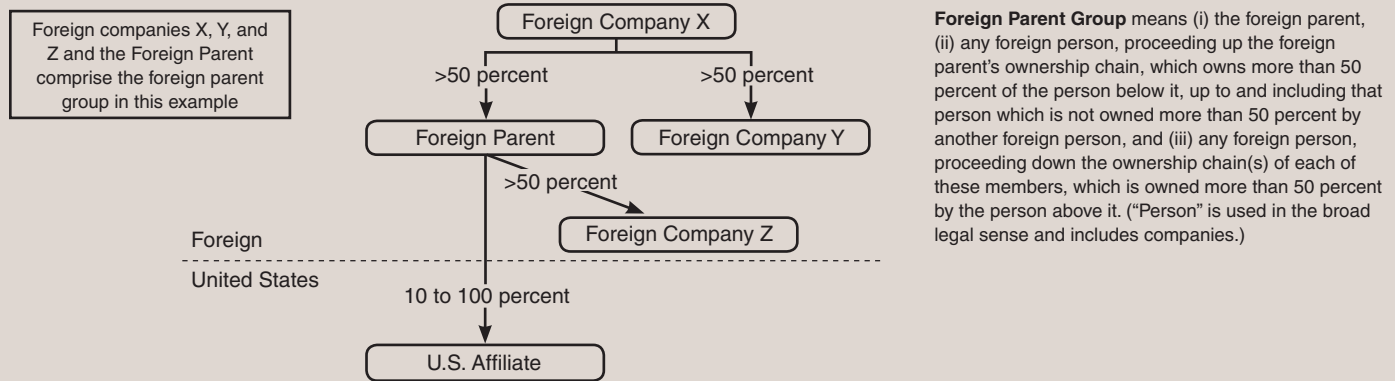 Foreign companies X, Y, and
Z and the Foreign Parent
comprise the foreign parent
group in this example
Foreign Company X
>50 percent
>50 percent
Foreign Parent
Foreign Company Y
>50 percent
Foreign Company Z
Foreign
United States
10 to 100 percent
U.S. Affiliate
Foreign Parent Group means (i) the foreign parent,
(ii) any foreign person, proceeding up the foreign
parent’s ownership chain, which owns more than 50
percent of the person below it, up to and including that
person which is not owned more than 50 percent by
another foreign person, and (iii) any foreign person,
proceeding down the ownership chain(s) of each of
these members, which is owned more than 50 percent
by the person above it. (“Person” is used in the broad
legal sense and includes companies.)